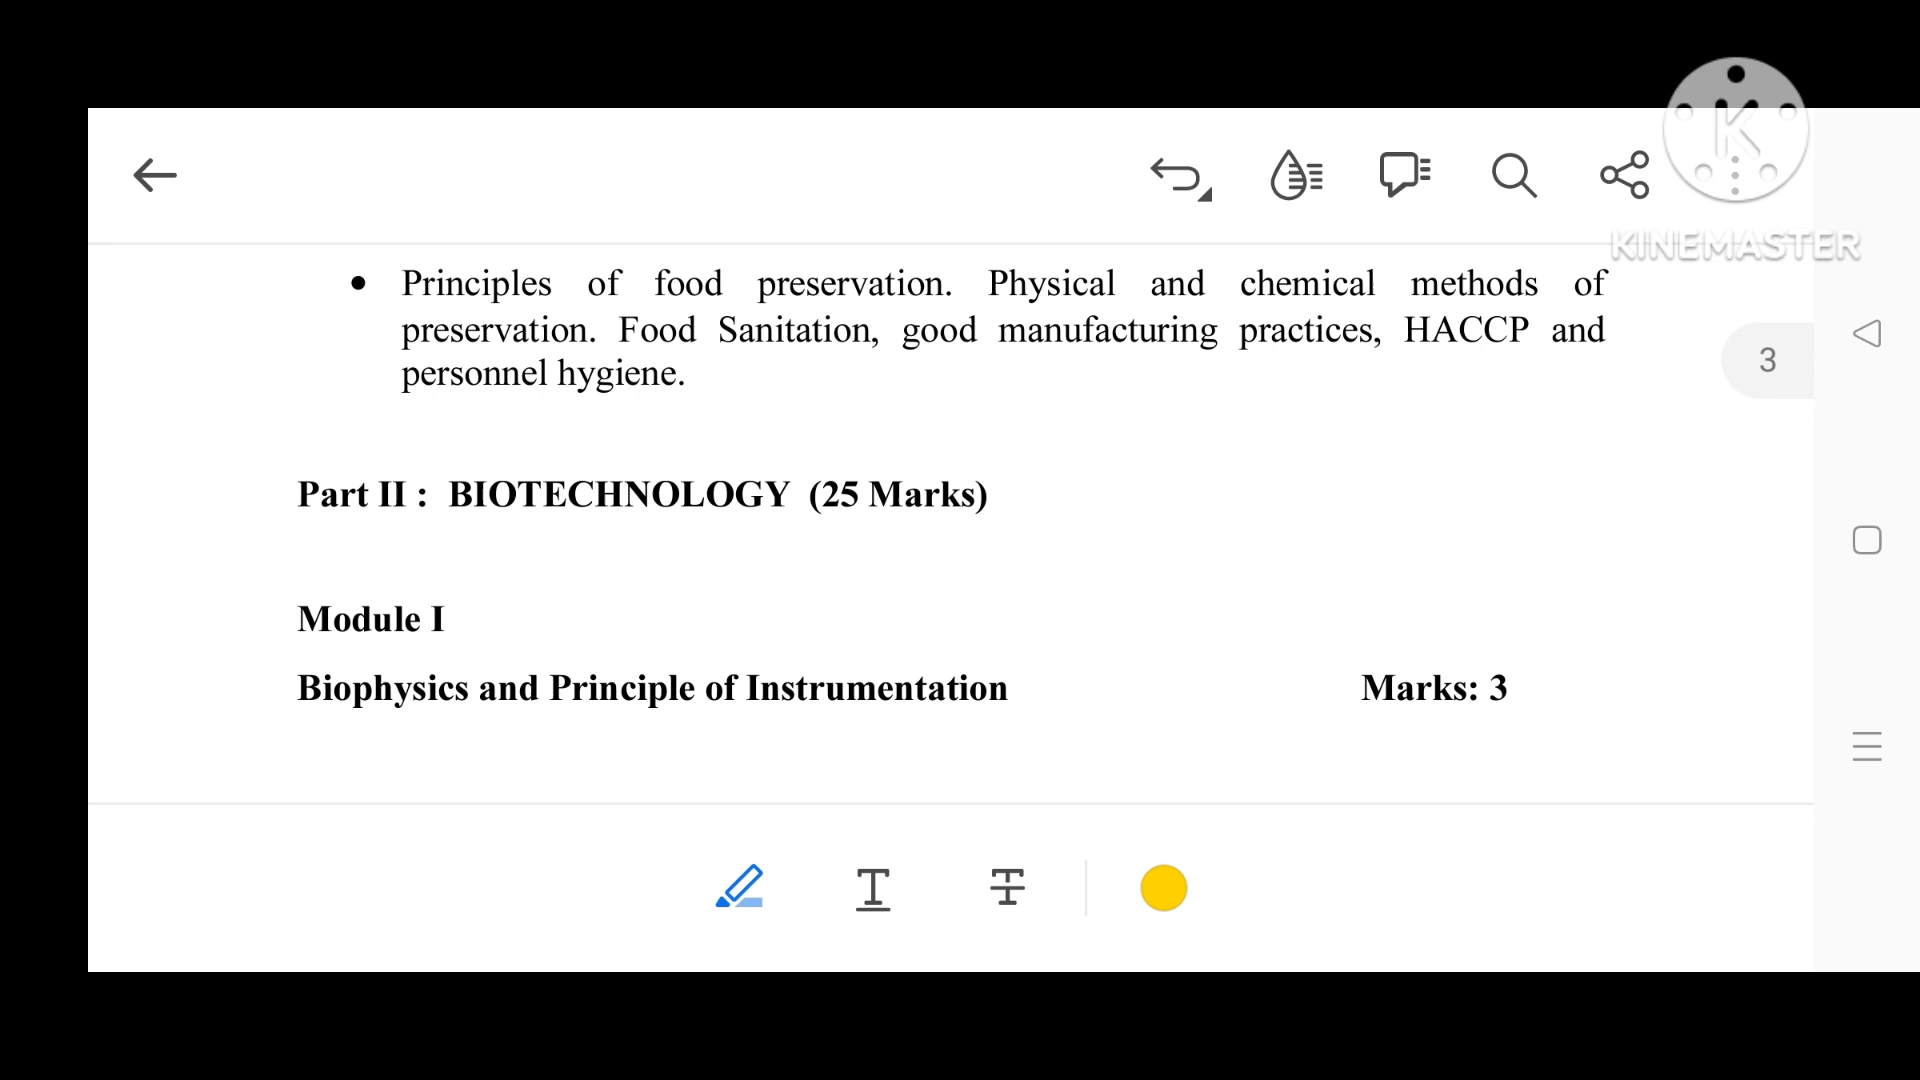 K
KINEMASTER
• Principles of food preservation. Physical and chemical methods of
preservation. Food Sanitation, good manufacturing practices, HACCP and
personnel hygiene.
3
Part II : BIOTECHNOLOGY (25 Marks)
Module I
Biophysics and Principle of Instrumentation Marks: 3